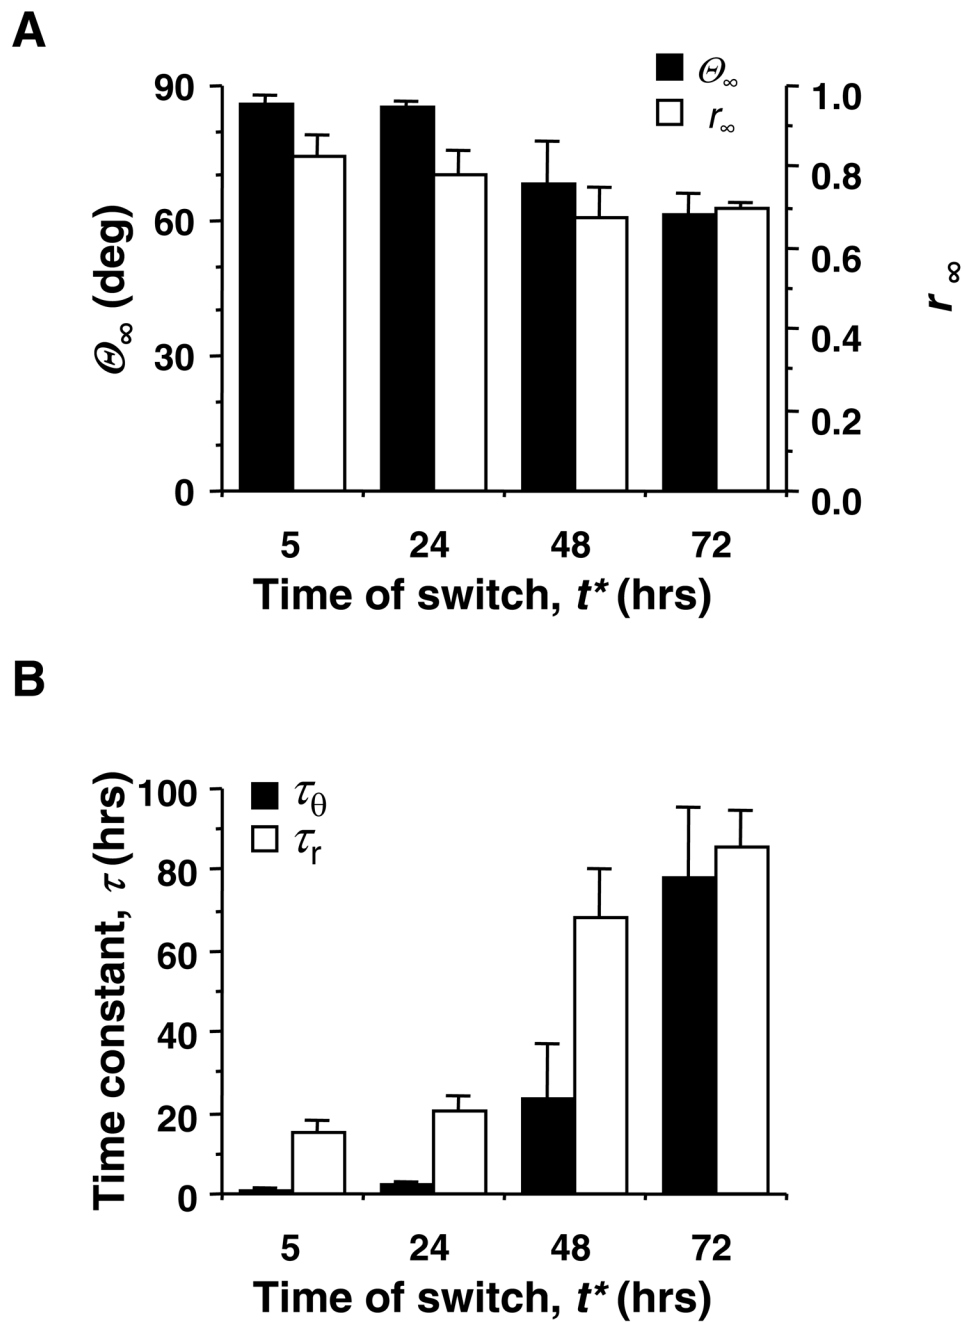 A
Θ∞
r∞
90
60
30
0
Θ∞ (deg)
1.0
0.8
0.6
0.4
0.2
0.0
r∞
5 24 48 72
Time of switch, t* (hrs)
B
τθ
τr
100
80
60
40
20
0
Time constant, τ (hrs)
5 24 48 72
Time of switch, t* (hrs)